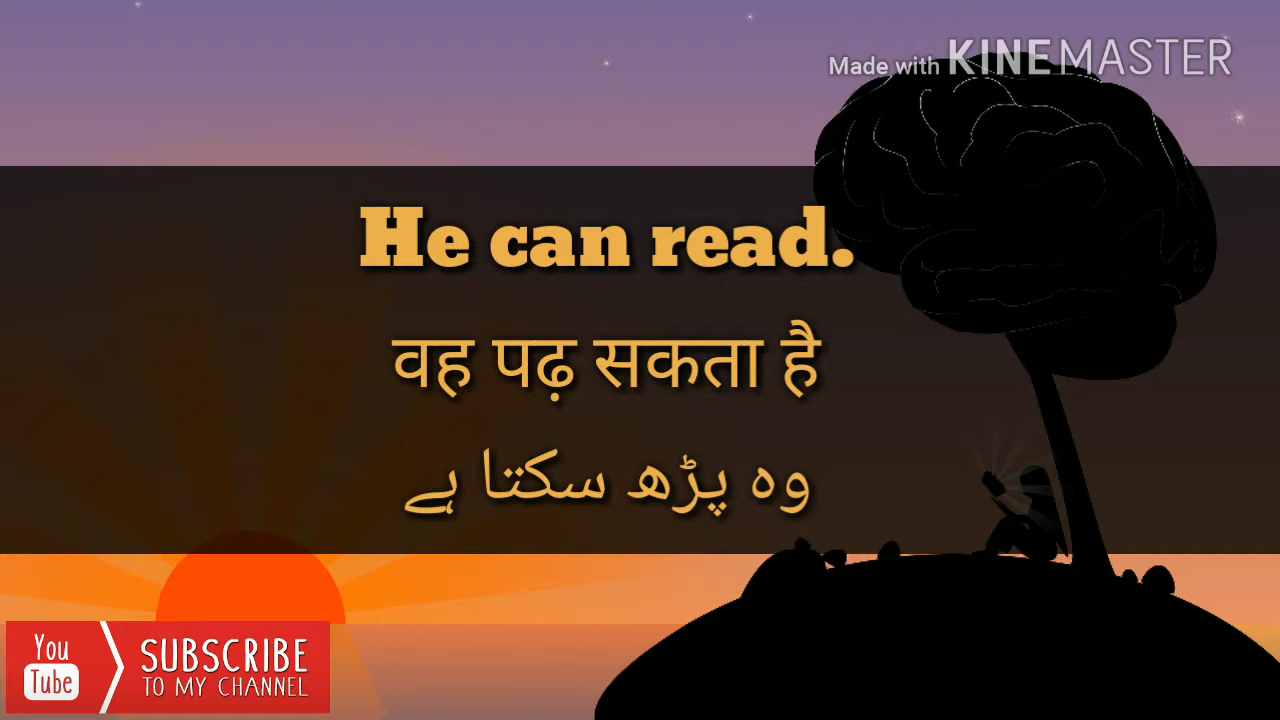 Made with KINEMASTER
He can read.
वह पढ़ सकता है
وہ پڑھ سکتا ہے
You
Tube
SUBSCRIBE
TO MY CHANNEL